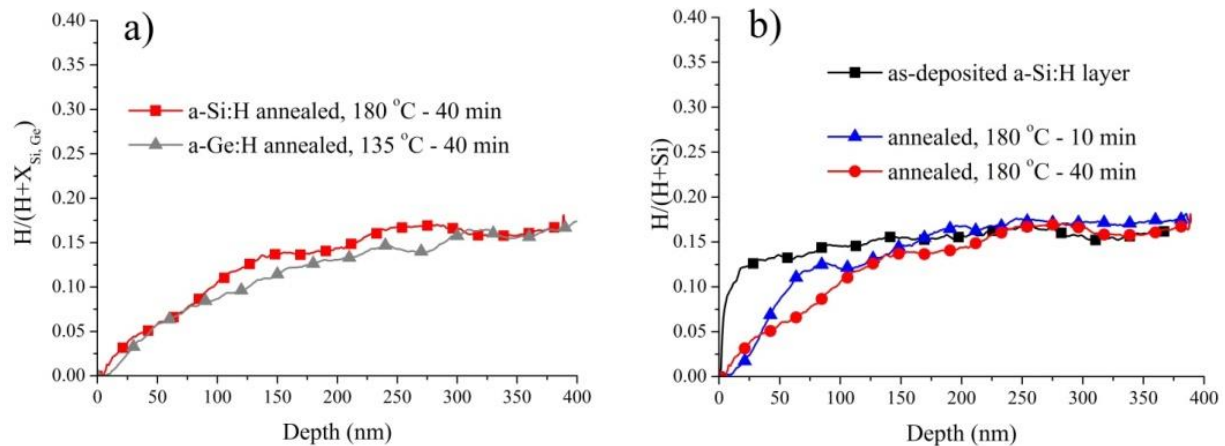 a)
0.40
0.35
0.30
0.25
0.20
0.15
0.10
0.05
0.00
H/(H+X_{Si, Ge})
a-Si:H annealed, 180 °C - 40 min
a-Ge:H annealed, 135 °C - 40 min
0 50 100 150 200 250 300 350 400
Depth (nm)
b)
0.40
0.35
0.30
0.25
0.20
0.15
0.10
0.05
0.00
H/(H+Si)
as-deposited a-Si:H layer
annealed, 180 °C - 10 min
annealed, 180 °C - 40 min
0 50 100 150 200 250 300 350 400
Depth (nm)